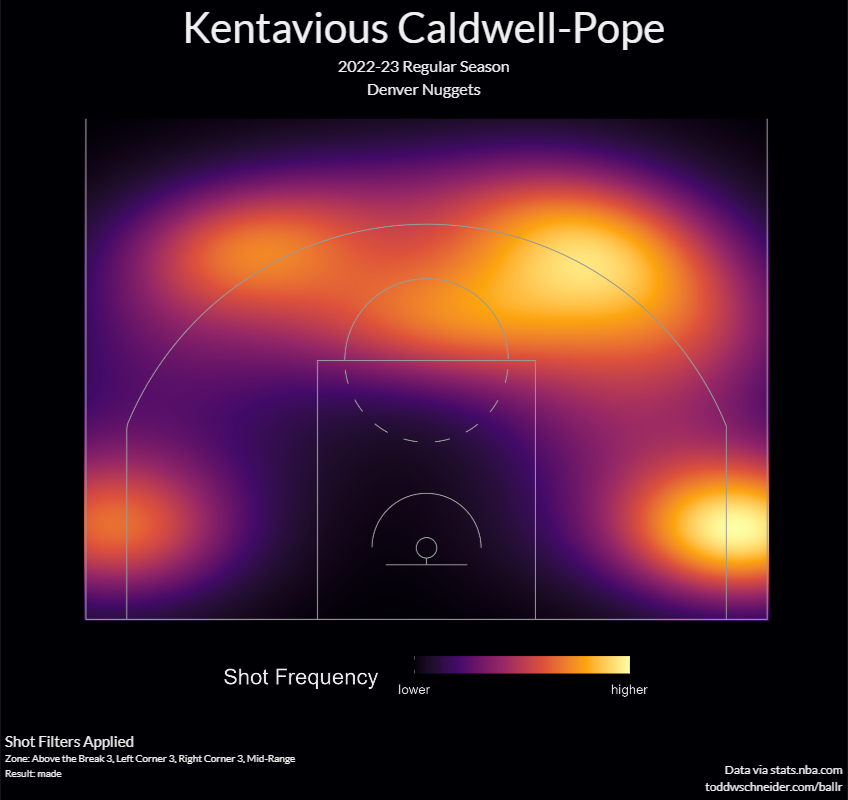 Kentavious Caldwell-Pope
2022-23 Regular Season
Denver Nuggets
Shot Frequency
lower
higher
Shot Filters Applied
Zone: Above the Break 3, Left Corner 3, Right Corner 3, Mid-Range
Result: made
Data via stats.nba.com
toddwschneider.com/ballr